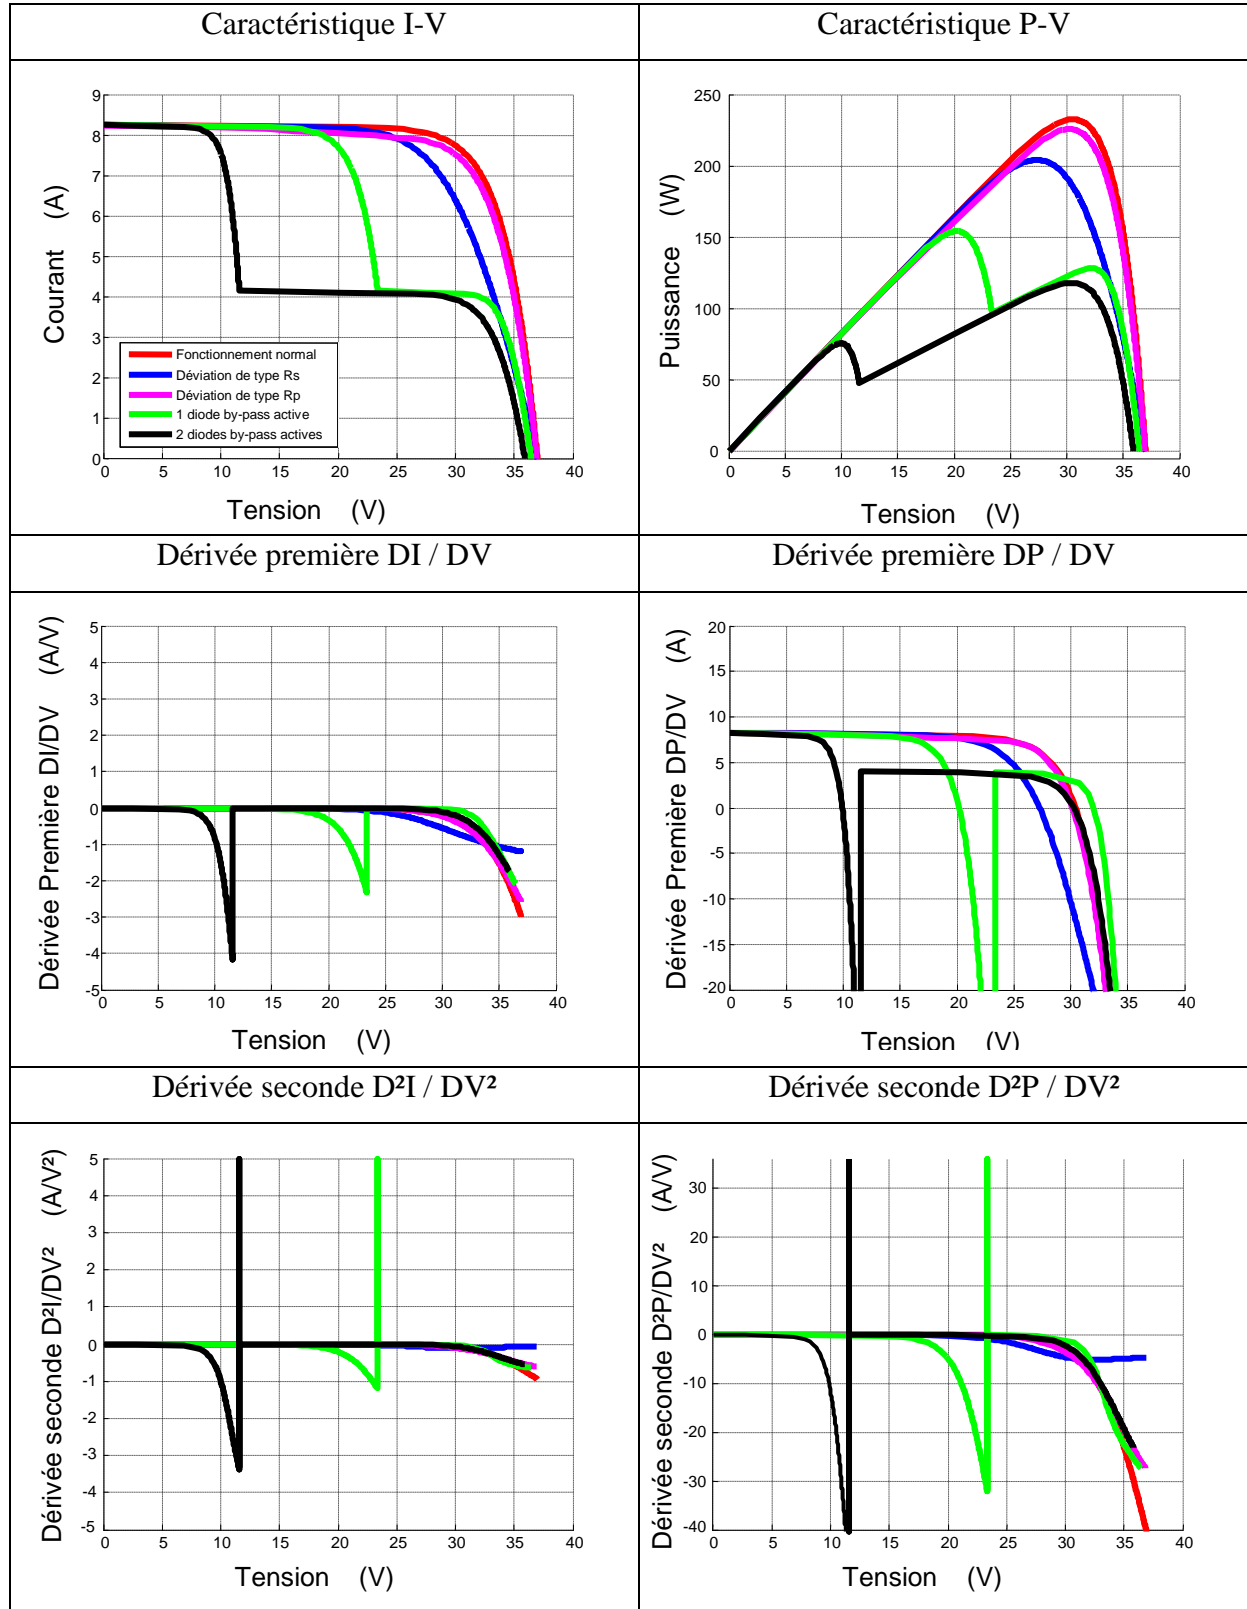 Caractéristique I-V
Caractéristique P-V
9
8
7
6
5
4
3
2
1
0
0 5 10 15 20 25 30 35 40
Courant (A)
Tension (V)
Fonctionnement normal
Déviation de type Rs
Déviation de type Rp
1 diode by-pass active
2 diodes by-pass actives
250
200
150
100
50
0
0 5 10 15 20 25 30 35 40
Puissance (W)
Tension (V)
Dérivée première DI / DV
Dérivée première DP / DV
5
4
3
2
1
0
-1
-2
-3
-4
-5
0 5 10 15 20 25 30 35 40
Dérivée Première DI/DV (A/V)
Tension (V)
20
15
10
5
0
-5
-10
-15
-20
0 5 10 15 20 25 30 35 40
Dérivée Première DP/DV (A)
Tension (V)
Dérivée seconde D²I / DV²
Dérivée seconde D²P / DV²
5
4
3
2
1
0
-1
-2
-3
-4
-5
0 5 10 15 20 25 30 35 40
Dérivée seconde D²I/DV² (A/V²)
Tension (V)
30
20
10
0
-10
-20
-30
-40
0 5 10 15 20 25 30 35 40
Dérivée seconde D²P/DV² (A/V)
Tension (V)